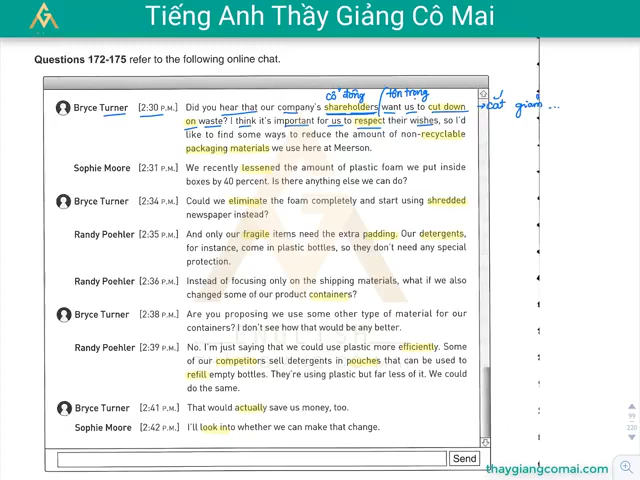 Tiếng Anh Thầy Giảng Cô Mai
Questions 172-175 refer to the following online chat.
cổ đông tôn trọng
Bryce Turner [2:30 P.M.] Did you hear that our company's shareholders want us to cut down
cắt giảm ...
on waste? I think it's important for us to respect their wishes, so I'd
like to find some ways to reduce the amount of non-recyclable
packaging materials we use here at Meerson.
Sophie Moore [2:31 P.M.] We recently lessened the amount of plastic foam we put inside
boxes by 40 percent. Is there anything else we can do?
Bryce Turner [2:34 P.M.] Could we eliminate the foam completely and start using shredded
newspaper instead?
Randy Poehler [2:35 P.M.] And only our fragile items need the extra padding. Our detergents,
for instance, come in plastic bottles, so they don't need any special
protection.
Randy Poehler [2:36 P.M.] Instead of focusing only on the shipping materials, what if we also
changed some of our product containers?
Bryce Turner [2:38 P.M.] Are you proposing we use some other type of material for our
containers? I don't see how that would be any better.
Randy Poehler [2:39 P.M.] No. I'm just saying that we could use plastic more efficiently. Some
of our competitors sell detergents in pouches that can be used to
refill empty bottles. They're using plastic but far less of it. We could
do the same.
Bryce Turner [2:41 P.M.] That would actually save us money, too.
Sophie Moore [2:42 P.M.] I'll look into whether we can make that change.
Send
thaygiangcomai.com
ENGLISH
220